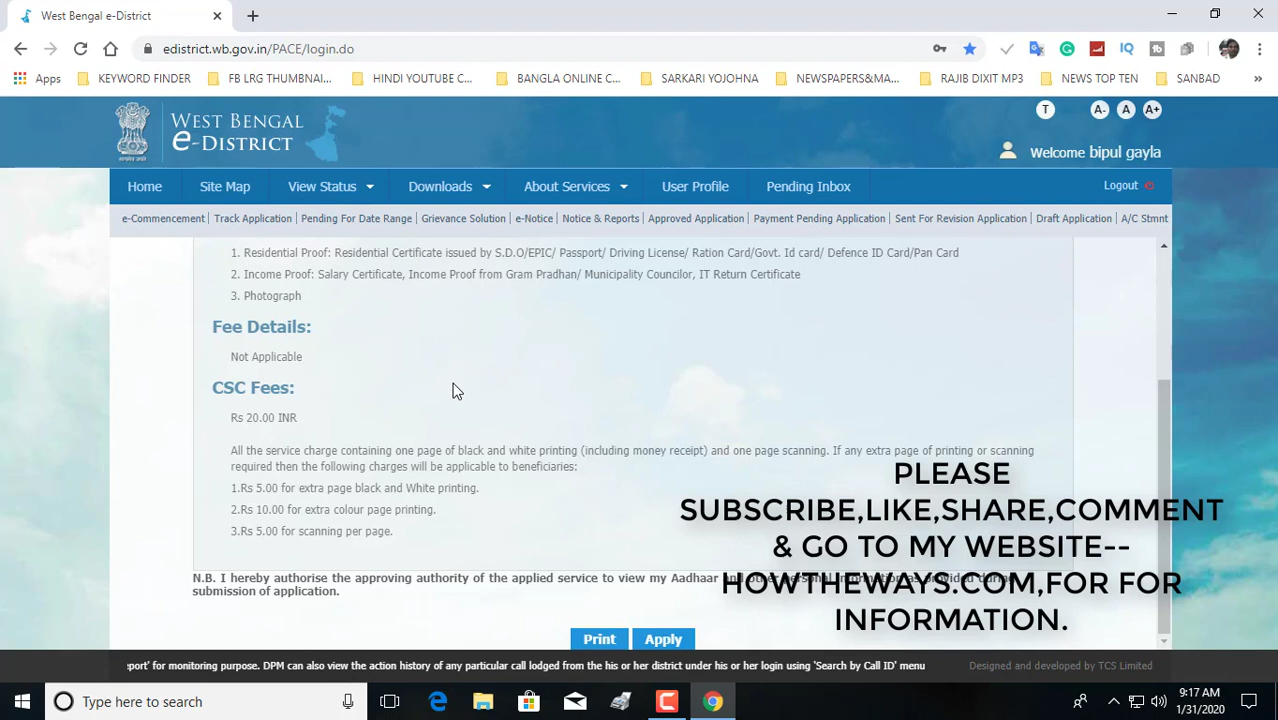 West Bengal e-District
edistrict.wb.gov.in/PACE/login.do
Apps KEYWORD FINDER FB LRG THUMBNAI... HINDI YOUTUBE C... BANGLA ONLINE C... SARKARI YOJOHNA NEWSPAPERS&MA... RAJIB DIXIT MP3 NEWS TOP TEN SANBAD »
WEST BENGAL
e-DISTRICT
T A- A A+
Welcome bipul gayla
Home Site Map View Status Downloads About Services User Profile Pending Inbox Logout
e-Commencement| Track Application| Pending For Date Range| Grievance Solution| e-Notice| Notice & Reports| Approved Application| Payment Pending Application| Sent For Revision Application| Draft Application| A/C Stmnt
1. Residential Proof: Residential Certificate issued by S.D.O/EPIC/ Passport/ Driving License/ Ration Card/Govt. Id card/ Defence ID Card/Pan Card
2. Income Proof: Salary Certificate, Income Proof from Gram Pradhan/ Municipality Councilor, IT Return Certificate
3. Photograph
Fee Details:
Not Applicable
CSC Fees:
Rs 20.00 INR
All the service charge containing one page of black and white printing (including money receipt) and one page scanning. If any extra page of printing or scanning
required then the following charges will be applicable to beneficiaries:
1.Rs 5.00 for extra page black and White printing.
2.Rs 10.00 for extra colour page printing.
3.Rs 5.00 for scanning per page.
PLEASE
SUBSCRIBE,LIKE,SHARE,COMMENT
& GO TO MY WEBSITE--
HOWTHEWAYS.COM,FOR FOR
INFORMATION.
N.B. I hereby authorise the approving authority of the applied service to view my Aadhaar and other personal information as provided during
submission of application.
Print Apply
port' for monitoring purpose. DPM can also view the action history of any particular call lodged from the his or her district under his or her login using 'Search by Call ID' menu
Designed and developed by TCS Limited
Type here to search
9:17 AM
1/31/2020